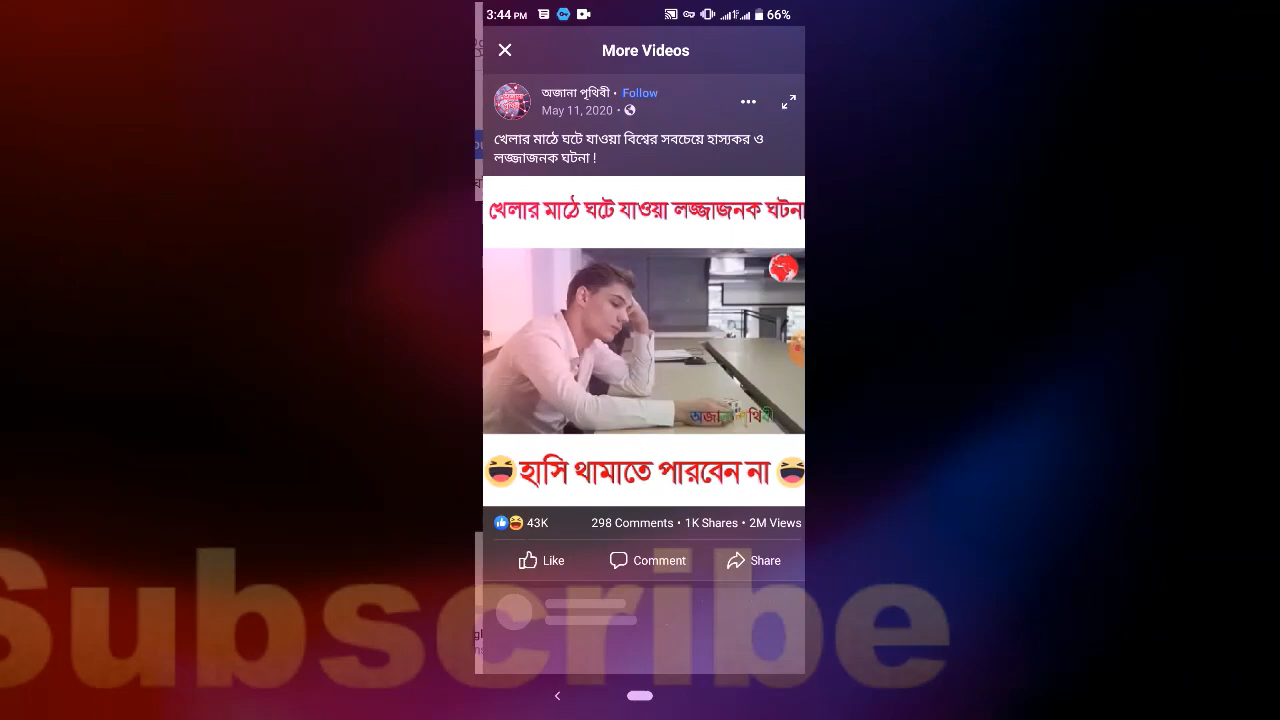 3:44 PM
66%
More Videos
অজানা পৃথিবী • Follow
May 11, 2020
খেলার মাঠে ঘটে যাওয়া বিশ্বের সবচেয়ে হাস্যকর ও
লজ্জাজনক ঘটনা !
খেলার মাঠে ঘটে যাওয়া লজ্জাজনক ঘটনা
অজানা পৃথিবী
হাসি থামাতে পারবেন না
43K
298 Comments • 1K Shares • 2M Views
Like
Comment
Share
Subscribe